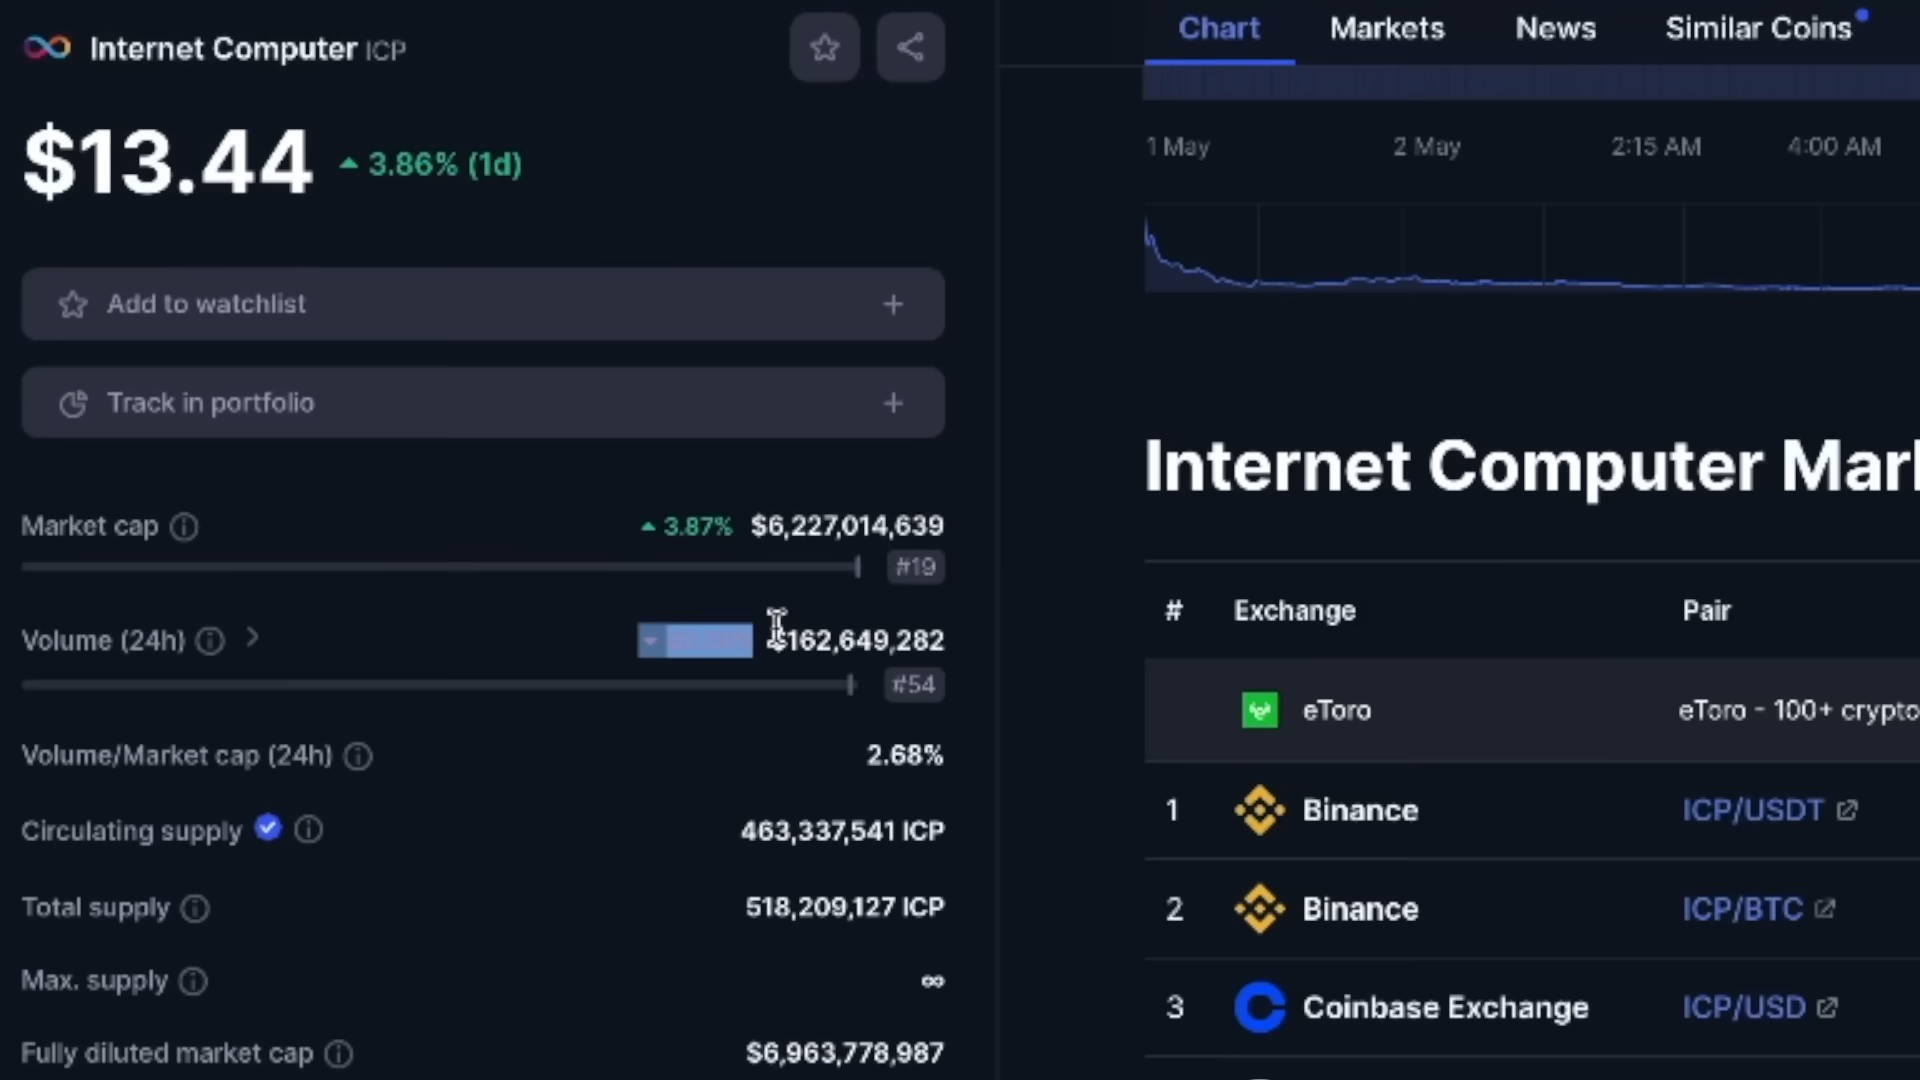 Internet Computer ICP
$13.44 3.86% (1d)
Add to watchlist +
Track in portfolio +
Market cap 3.87% $6,227,014,639
#19
Volume (24h) > $162,649,282
#54
Volume/Market cap (24h) 2.68%
Circulating supply 463,337,541 ICP
Total supply 518,209,127 ICP
Max. supply ∞
Fully diluted market cap $6,963,778,987
Chart Markets News Similar Coins
1 May 2 May 2:15 AM 4:00 AM
Internet Computer Mar
# Exchange Pair
eToro eToro - 100+ crypto
1 Binance ICP/USDT
2 Binance ICP/BTC
3 Coinbase Exchange ICP/USD